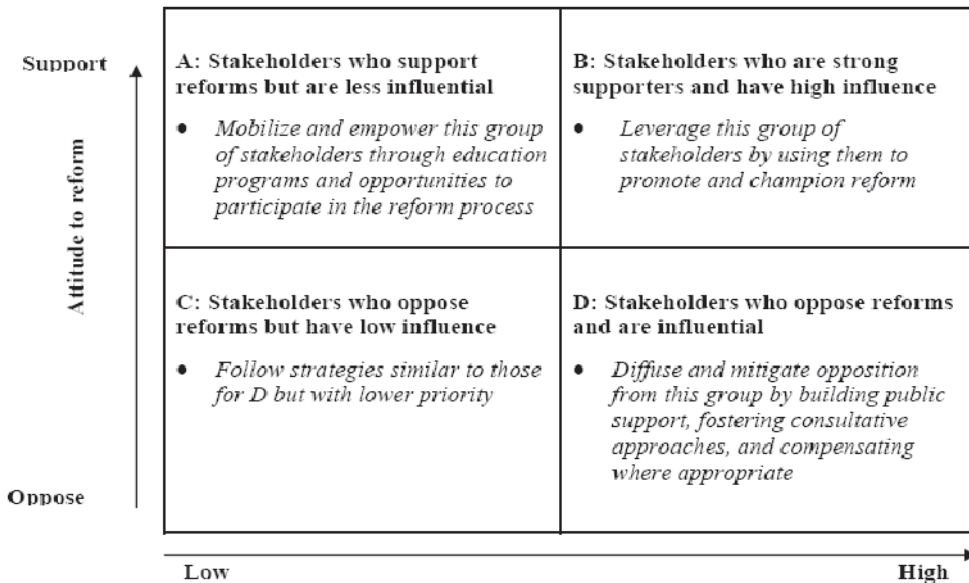 Support
Attitude to reform
Oppose
A: Stakeholders who support
reforms but are less influential
● Mobilize and empower this group
of stakeholders through education
programs and opportunities to
participate in the reform process
B: Stakeholders who are strong
supporters and have high influence
● Leverage this group of
stakeholders by using them to
promote and champion reform
C: Stakeholders who oppose
reforms but have low influence
● Follow strategies similar to those
for D but with lower priority
D: Stakeholders who oppose reforms
and are influential
● Diffuse and mitigate opposition
from this group by building public
support, fostering consultative
approaches, and compensating
where appropriate
Low
High